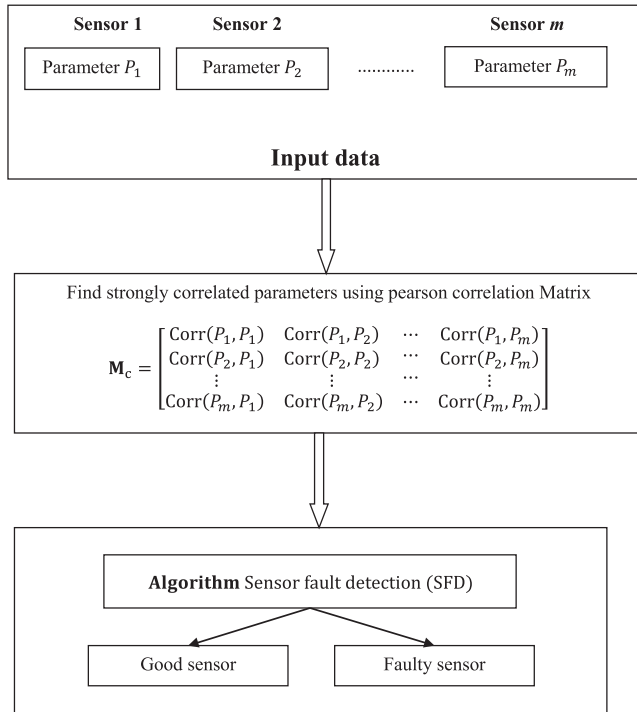 Sensor 1 Sensor 2 Sensor m
Parameter P₁ Parameter P₂ ............ Parameter Pₘ
Input data
Find strongly correlated parameters using pearson correlation Matrix
M_c = [Corr(P₁, P₁) Corr(P₁, P₂) ⋯ Corr(P₁, Pₘ)
Corr(P₂, P₁) Corr(P₂, P₂) ⋯ Corr(P₂, Pₘ)
⋮ ⋮ ⋯ ⋮
Corr(Pₘ, P₁) Corr(Pₘ, P₂) ⋯ Corr(Pₘ, Pₘ)]
Algorithm Sensor fault detection (SFD)
Good sensor Faulty sensor